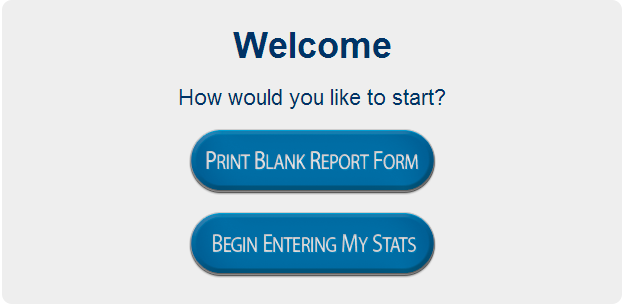 Welcome
How would you like to start?
Print Blank Report Form
Begin Entering My Stats